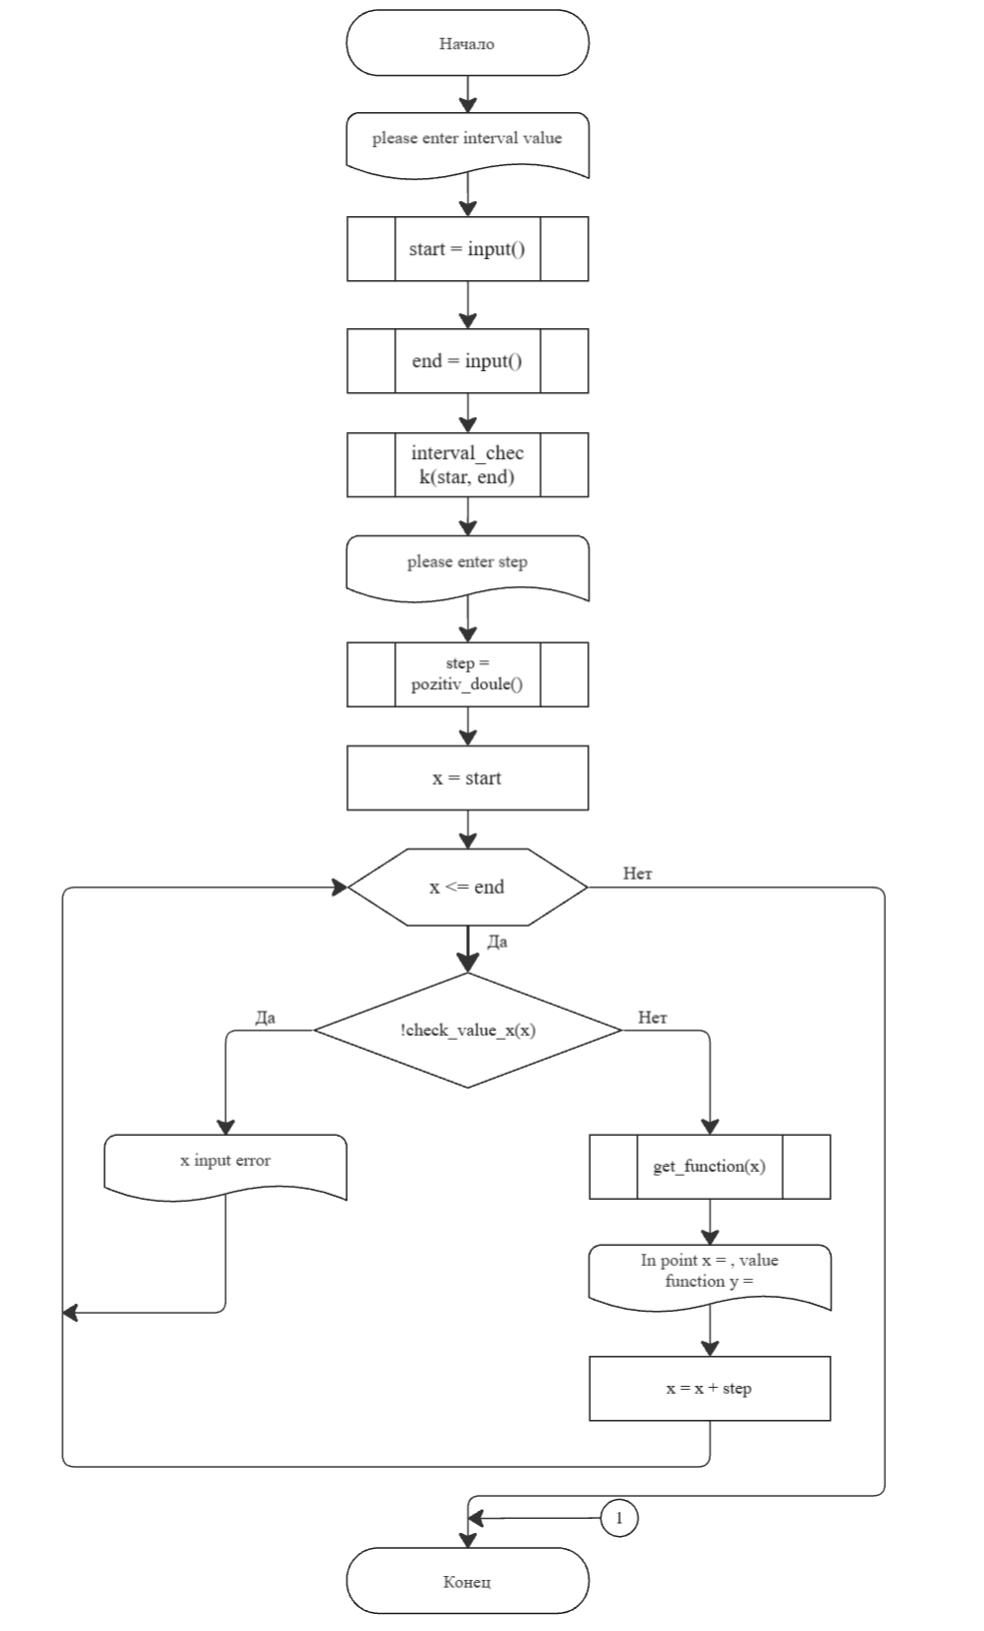 Начало
please enter interval value
start = input()
end = input()
interval_chec
k(star, end)
please enter step
step =
pozitiv_doule()
x = start
x <= end
Нет
Да
!check_value_x(x)
Да
Нет
x input error
get_function(x)
In point x = , value
function y =
x = x + step
1
Конец